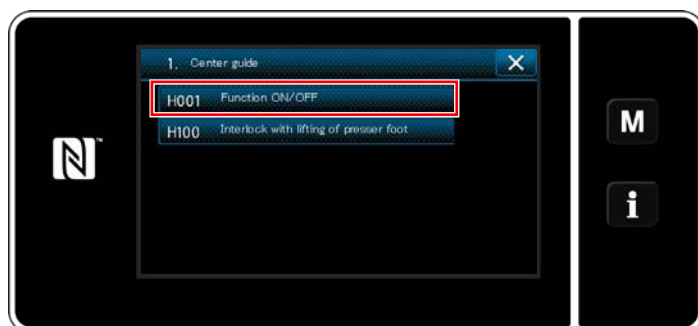 1. Center guide
H001 Function ON/OFF
H100 Interlock with lifting of presser foot
M
i